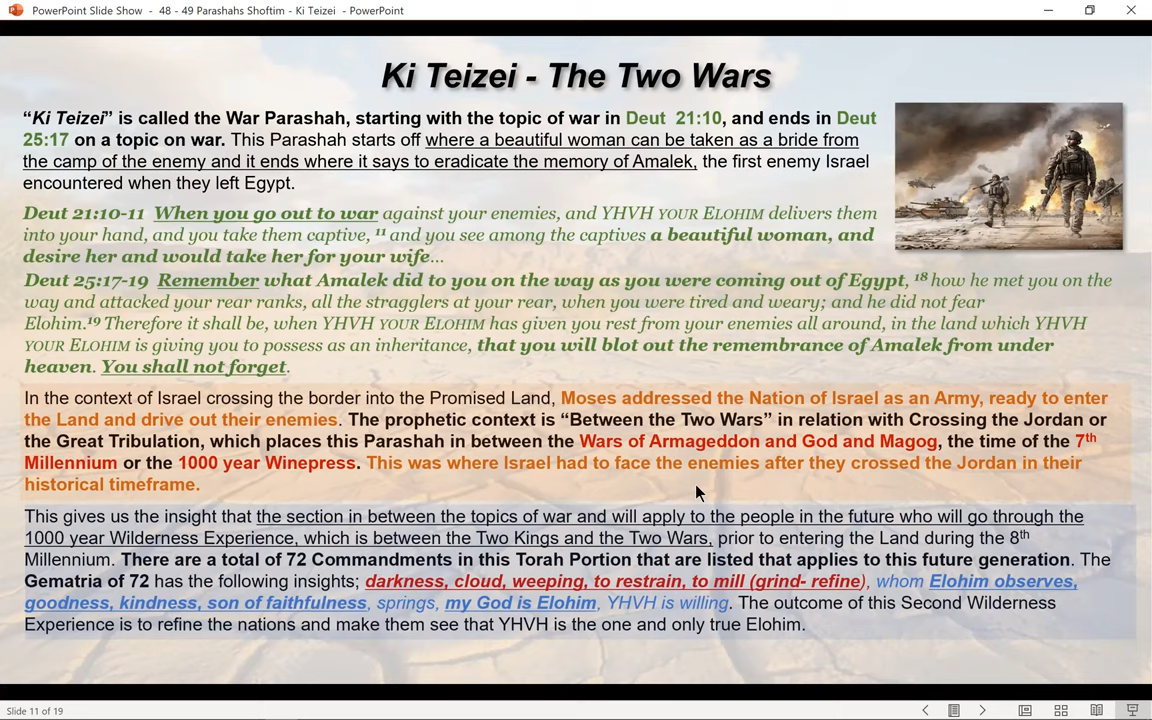 PowerPoint Slide Show - 48 - 49 Parashahs Shoftim - Ki Teizei - PowerPoint
Ki Teizei - The Two Wars
“Ki Teizei” is called the War Parashah, starting with the topic of war in Deut 21:10, and ends in Deut
25:17 on a topic on war. This Parashah starts off where a beautiful woman can be taken as a bride from
the camp of the enemy and it ends where it says to eradicate the memory of Amalek, the first enemy Israel
encountered when they left Egypt.
Deut 21:10-11 When you go out to war against your enemies, and YHVH YOUR ELOHIM delivers them
into your hand, and you take them captive, 11 and you see among the captives a beautiful woman, and
desire her and would take her for your wife…
Deut 25:17-19 Remember what Amalek did to you on the way as you were coming out of Egypt, 18 how he met you on the
way and attacked your rear ranks, all the stragglers at your rear, when you were tired and weary; and he did not fear
Elohim.19 Therefore it shall be, when YHVH YOUR ELOHIM has given you rest from your enemies all around, in the land which YHVH
YOUR ELOHIM is giving you to possess as an inheritance, that you will blot out the remembrance of Amalek from under
heaven. You shall not forget.
In the context of Israel crossing the border into the Promised Land, Moses addressed the Nation of Israel as an Army, ready to enter
the Land and drive out their enemies. The prophetic context is “Between the Two Wars” in relation with Crossing the Jordan or
the Great Tribulation, which places this Parashah in between the Wars of Armageddon and God and Magog, the time of the 7th
Millennium or the 1000 year Winepress. This was where Israel had to face the enemies after they crossed the Jordan in their
historical timeframe.
This gives us the insight that the section in between the topics of war and will apply to the people in the future who will go through the
1000 year Wilderness Experience, which is between the Two Kings and the Two Wars, prior to entering the Land during the 8th
Millennium. There are a total of 72 Commandments in this Torah Portion that are listed that applies to this future generation. The
Gematria of 72 has the following insights; darkness, cloud, weeping, to restrain, to mill (grind- refine), whom Elohim observes,
goodness, kindness, son of faithfulness, springs, my God is Elohim, YHVH is willing. The outcome of this Second Wilderness
Experience is to refine the nations and make them see that YHVH is the one and only true Elohim.
Slide 11 of 19